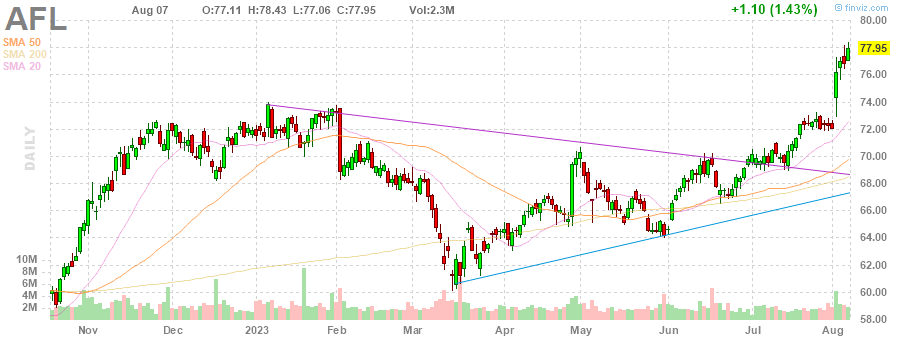 AFL Aug 07 O:77.11 H:78.43 L:77.06 C:77.95 Vol:2.3M +1.10 (1.43%) © finviz.com
SMA 50
SMA 200
SMA 20
DAILY
80.00
77.95
76.00
74.00
72.00
70.00
68.00
66.00
64.00
62.00
60.00
58.00
10M
8M
6M
4M
2M
Nov Dec 2023 Feb Mar Apr May Jun Jul Aug